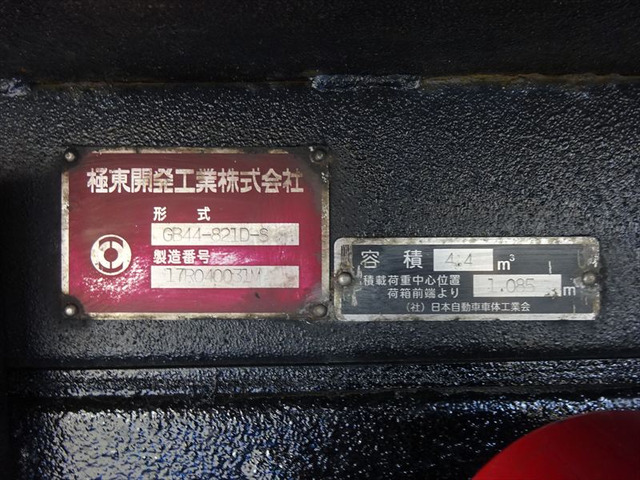 極東開発工業株式会社
形式
GB44-821D-S
製造番号
17R040031M
容積 4.4 m³
積載荷重中心位置
荷箱前端より 1.085 m
(社)日本自動車車体工業会